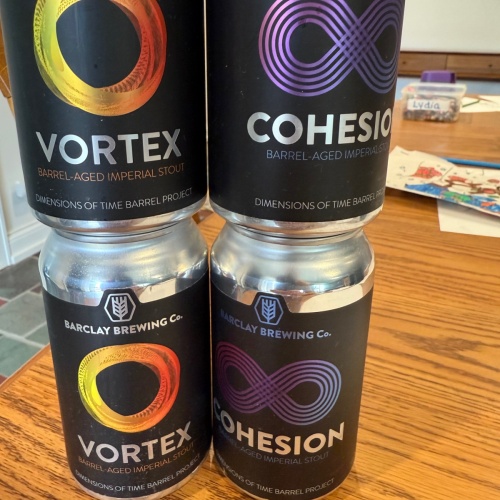 VORTEX
BARREL-AGED IMPERIAL STOUT
DIMENSIONS OF TIME BARREL PROJECT
COHESIO
BARREL-AGED IMPERIAL
DIMENSIONS OF TIME BARREL
Lydia
BARCLAY BREWING Co.
VORTEX
BARREL-AGED IMPERIAL STOUT
DIMENSIONS OF TIME BARREL PROJECT
BARCLAY BREWING Co.
COHESION
BARREL-AGED IMPERIAL STOUT
DIMENSIONS OF TIME BARREL PROJECT